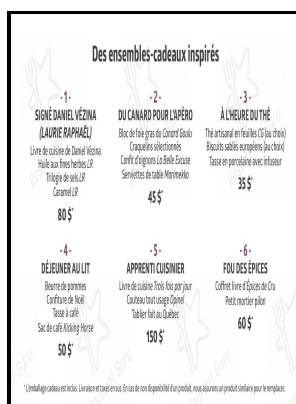 Des ensembles-cadeaux inspirés
- 1 -
SIGNÉ DANIEL VÉZINA
(LAURIE RAPHAËL)
Livre de cuisine de Daniel Vézina
Huile aux fines herbes LR
Trilogie de sels LR
Caramel LR
80 $*
- 2 -
DU CANARD POUR L'APÉRO
Bloc de foie gras du Canard Goulu
Craquelins sélectionnés
Confit d'oignons La Belle Excuse
Serviettes de table Marimekko
45 $*
- 3 -
À L'HEURE DU THÉ
Thé artisanal en feuilles CG (au choix)
Biscuits sablés européens (au choix)
Tasse en porcelaine avec infuseur
35 $*
- 4 -
DÉJEUNER AU LIT
Beurre de pommes
Confiture de Noël
Tasse à café
Sac de café Kicking Horse
50 $*
- 5 -
APPRENTI CUISINIER
Livre de cuisine Trois fois par jour
Couteau tout usage Opinel
Tablier fait au Québec
150 $*
- 6 -
FOU DES ÉPICES
Coffret livre d'Épices de Cru
Petit mortier pilon
60 $*
* L'emballage cadeau est inclus. Livraison et taxes en sus. En cas de non disponibilité d'un produit, nous assurons un produit similaire pour le remplacer.